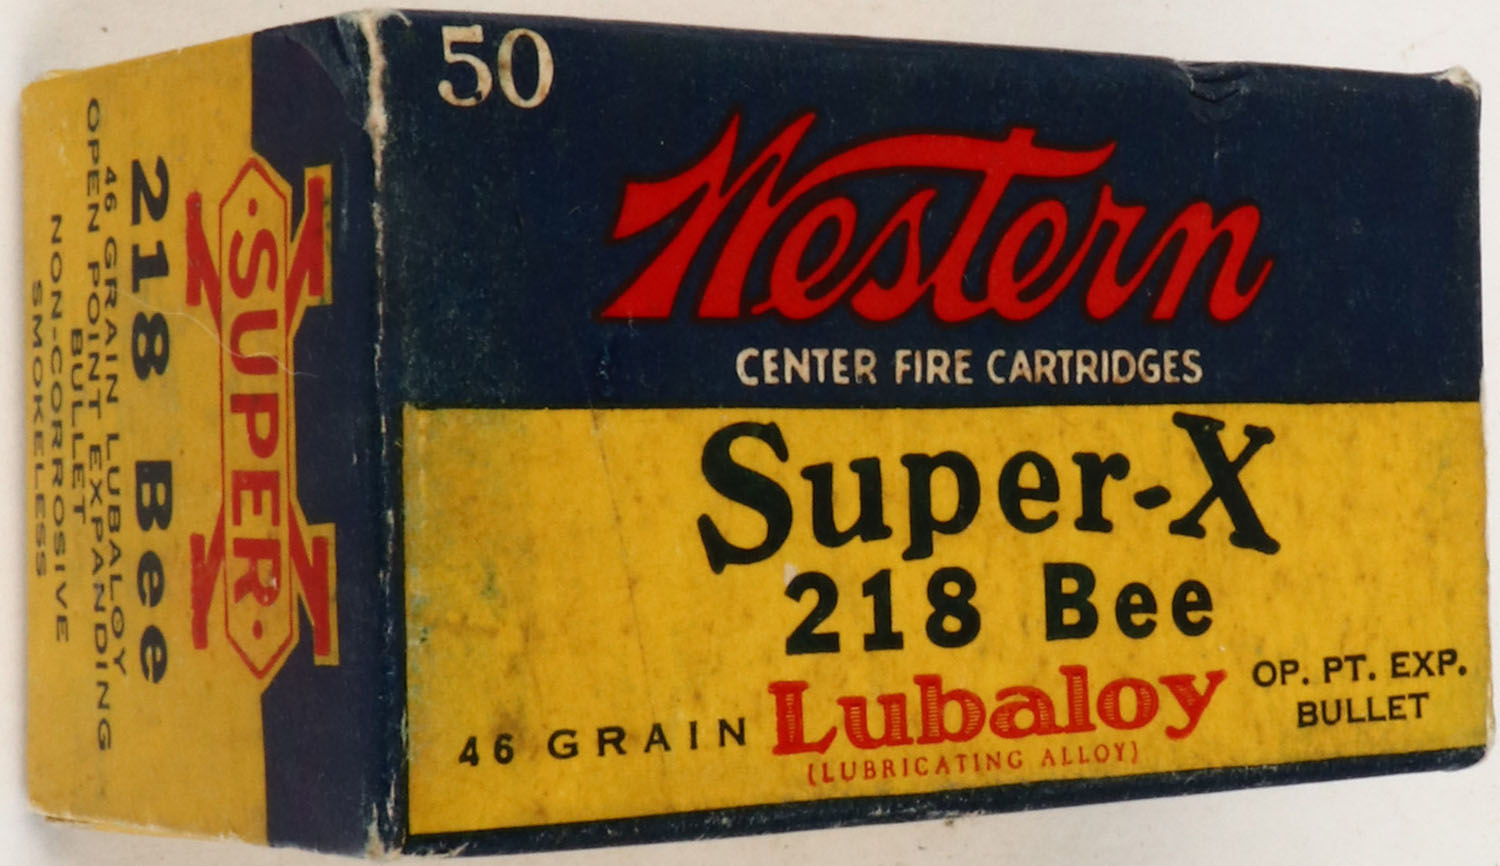 50
Western
CENTER FIRE CARTRIDGES
Super-X
218 Bee
46 GRAIN Lubaloy OP. PT. EXP.
BULLET
(LUBRICATING ALLOY)
X
·SUPER·
218 Bee
46 GRAIN LUBALOY
OPEN POINT EXPANDING
BULLET
NON-CORROSIVE
SMOKELESS